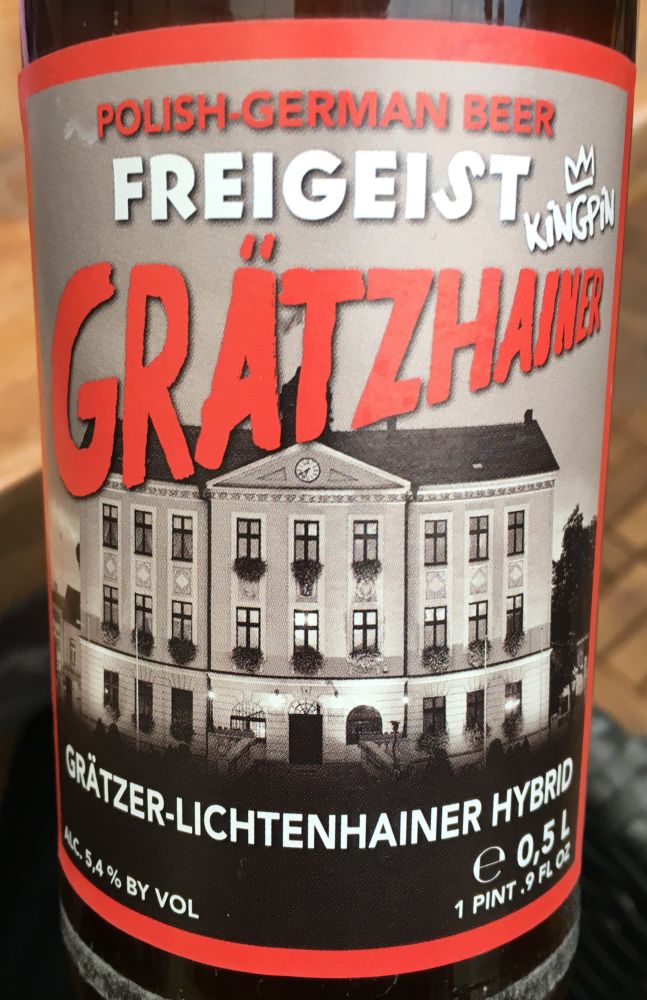 POLISH-GERMAN BEER
FREIGEIST
KiNGPiN
GRÄTZHAINER
GRÄTZER-LICHTENHAINER HYBRID
ALC. 5,4 % BY VOL
e 0,5 L
1 PINT .9 FL OZ